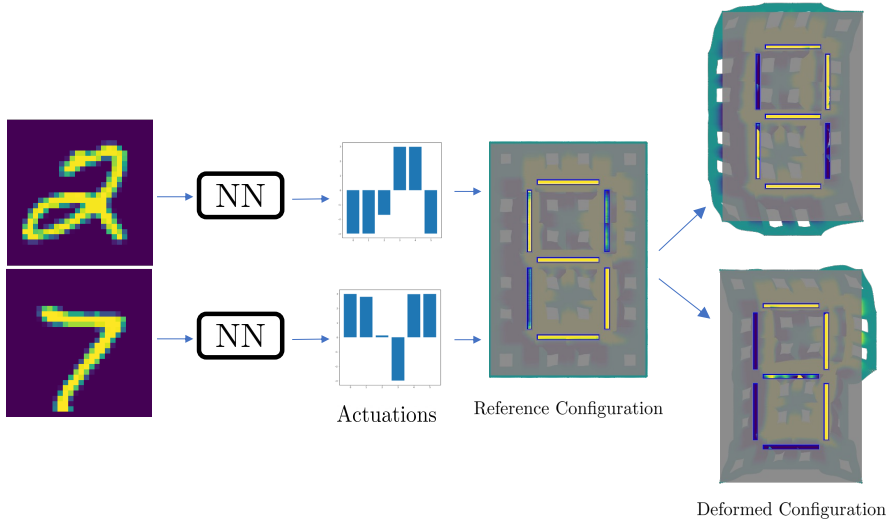 NN
NN
Actuations
Reference Configuration
Deformed Configuration